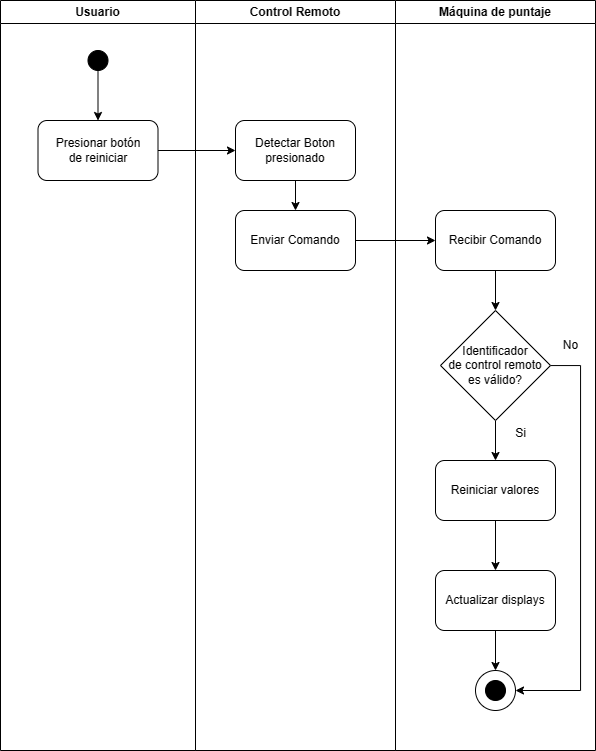 Usuario
Control Remoto
Máquina de puntaje
Presionar botón
de reiniciar
Detectar Boton
presionado
Enviar Comando
Recibir Comando
Identificador
de control remoto
es válido?
No
Si
Reiniciar valores
Actualizar displays